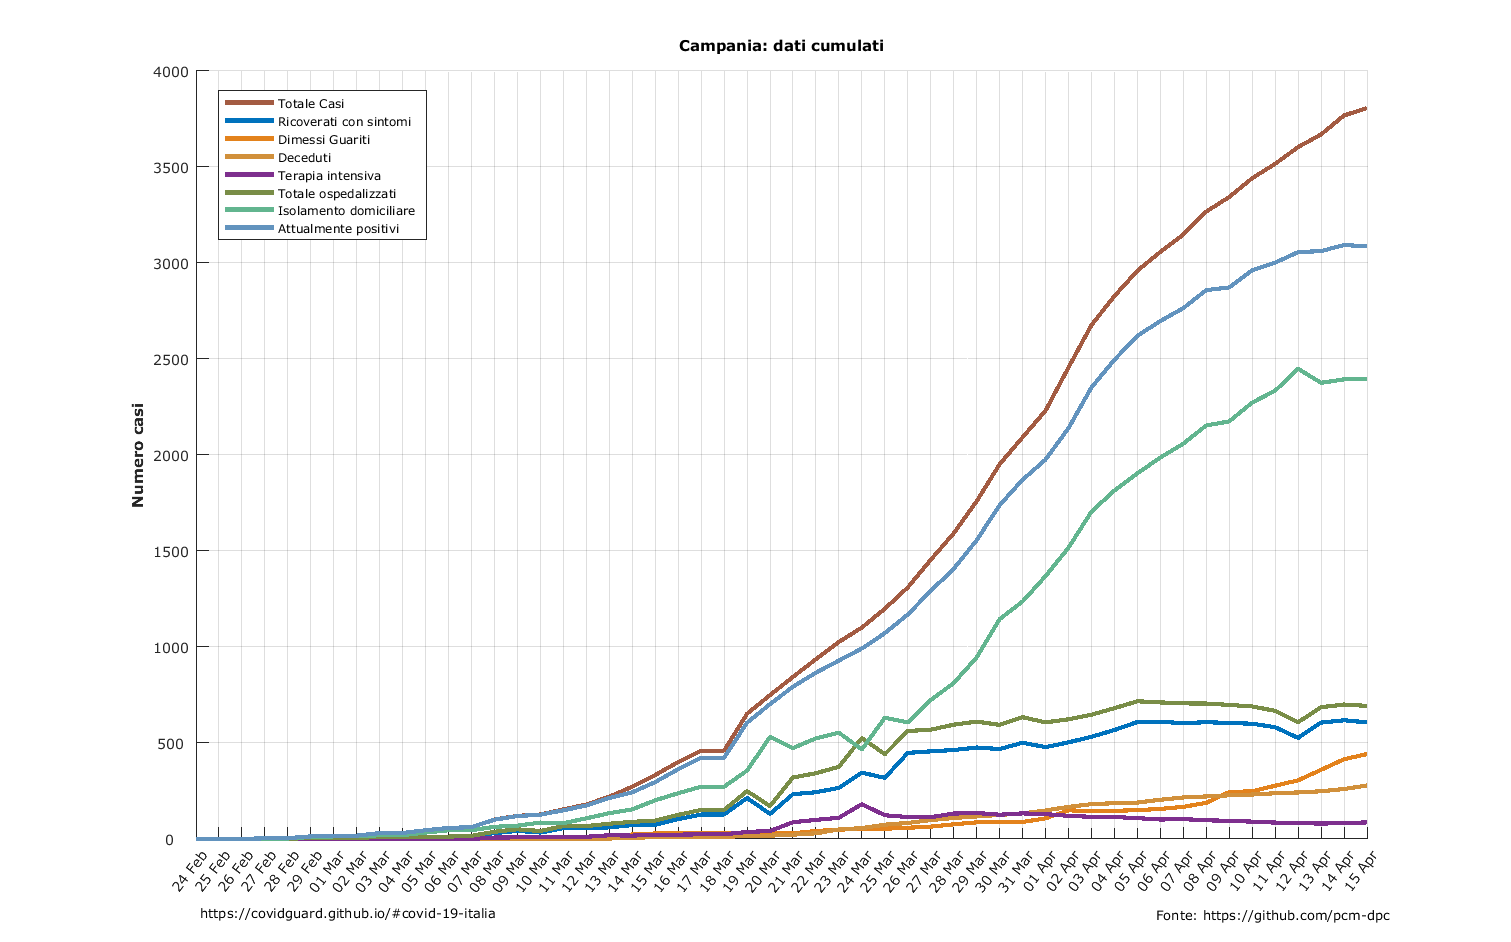 Campania: dati cumulati
4000
3500
3000
2500
2000
1500
1000
500
0
Numero casi
Totale Casi
Ricoverati con sintomi
Dimessi Guariti
Deceduti
Terapia intensiva
Totale ospedalizzati
Isolamento domiciliare
Attualmente positivi
24 Feb
25 Feb
26 Feb
27 Feb
28 Feb
29 Feb
01 Mar
02 Mar
03 Mar
04 Mar
05 Mar
06 Mar
07 Mar
08 Mar
09 Mar
10 Mar
11 Mar
12 Mar
13 Mar
14 Mar
15 Mar
16 Mar
17 Mar
18 Mar
19 Mar
20 Mar
21 Mar
22 Mar
23 Mar
24 Mar
25 Mar
26 Mar
27 Mar
28 Mar
29 Mar
30 Mar
31 Mar
01 Apr
02 Apr
03 Apr
04 Apr
05 Apr
06 Apr
07 Apr
08 Apr
09 Apr
10 Apr
11 Apr
12 Apr
13 Apr
14 Apr
15 Apr
https://covidguard.github.io/#covid-19-italia
Fonte: https://github.com/pcm-dpc